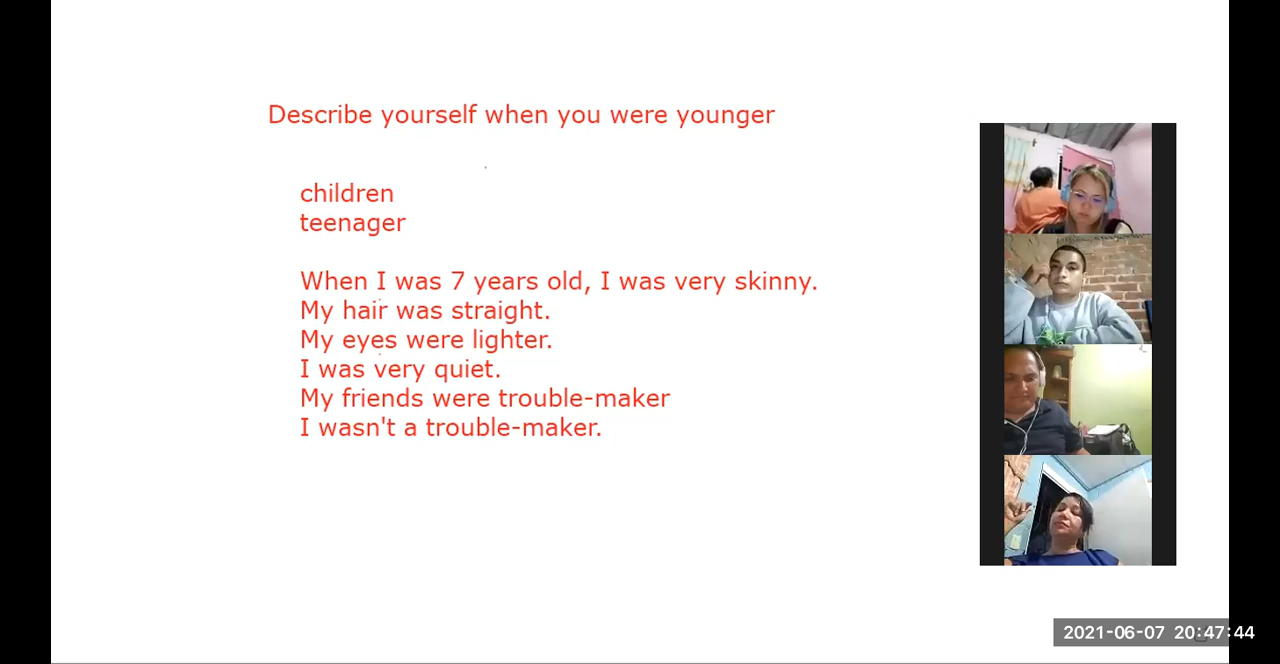 Describe yourself when you were younger
children
teenager
When I was 7 years old, I was very skinny.
My hair was straight.
My eyes were lighter.
I was very quiet.
My friends were trouble-maker
I wasn't a trouble-maker.
2021-06-07 20:47:44